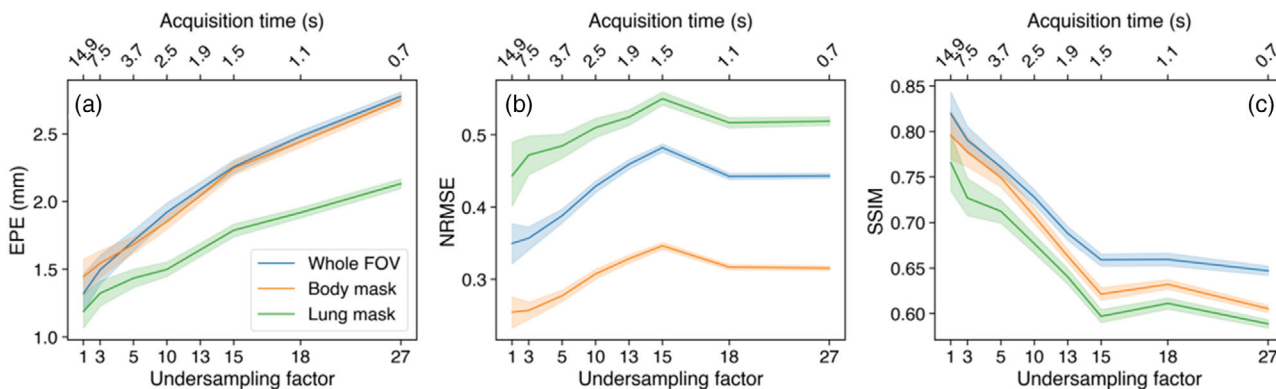 Acquisition time (s)
14.9 7.5 3.7 2.5 1.9 1.5 1.1 0.7
(a)
EPE (mm)
2.5
2.0
1.5
1.0
Whole FOV
Body mask
Lung mask
1 3 5 10 13 15 18 27
Undersampling factor
Acquisition time (s)
14.9 7.5 3.7 2.5 1.9 1.5 1.1 0.7
(b)
NRMSE
0.5
0.4
0.3
1 3 5 10 13 15 18 27
Undersampling factor
Acquisition time (s)
14.9 7.5 3.7 2.5 1.9 1.5 1.1 0.7
(c)
SSIM
0.85
0.80
0.75
0.70
0.65
0.60
1 3 5 10 13 15 18 27
Undersampling factor